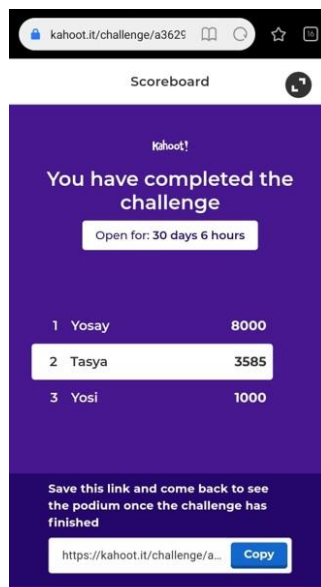 kahoot.it/challenge/a3629
16
Scoreboard
Kahoot!
You have completed the
challenge
Open for: 30 days 6 hours
1 Yosay 8000
2 Tasya 3585
3 Yosi 1000
Save this link and come back to see
the podium once the challenge has
finished
https://kahoot.it/challenge/a... Copy